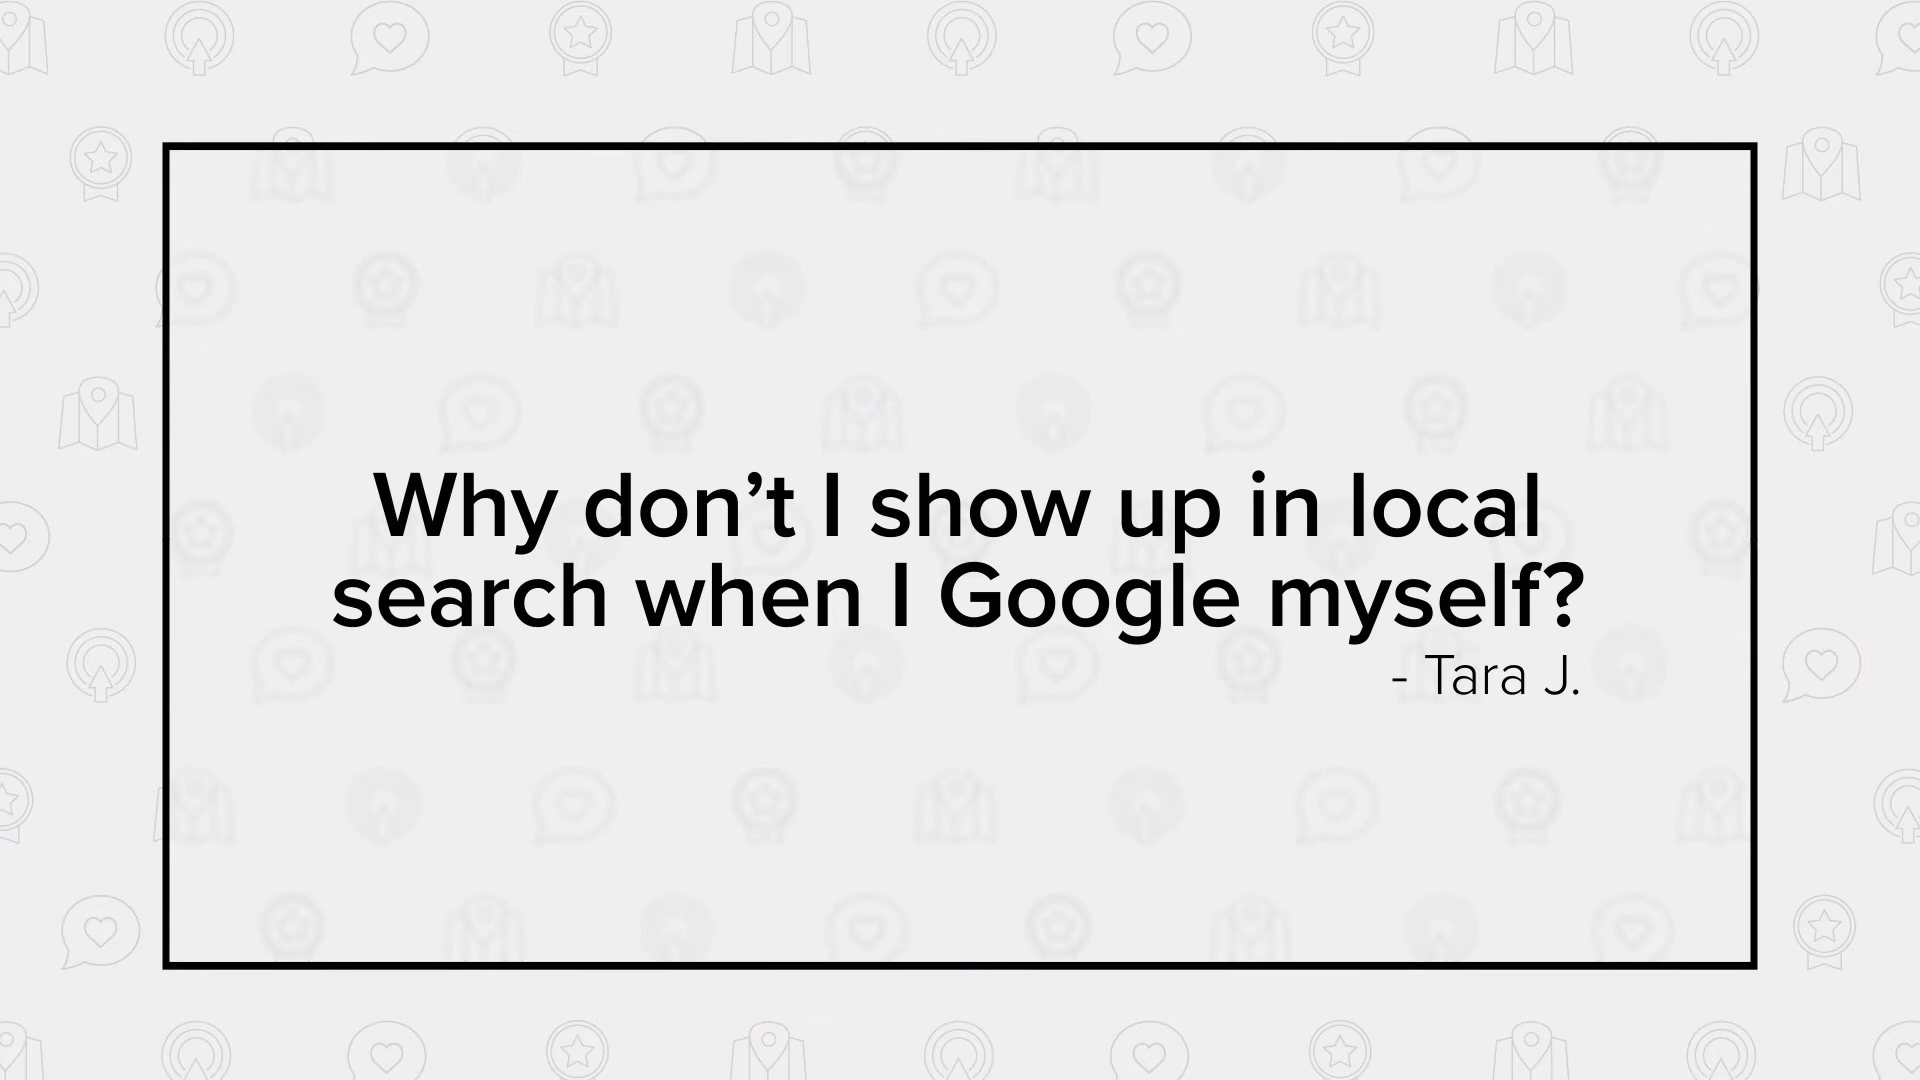 Why don’t I show up in local
search when I Google myself?
- Tara J.